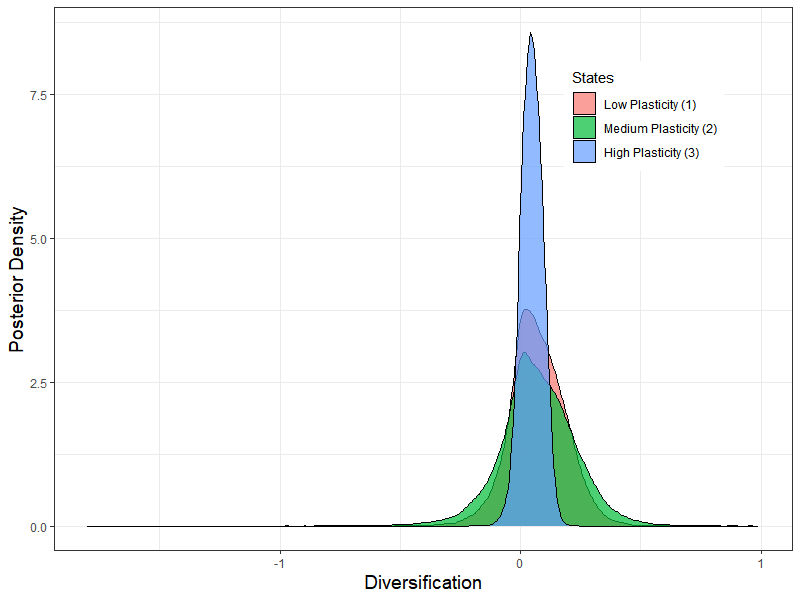 States
Low Plasticity (1)
Medium Plasticity (2)
High Plasticity (3)
Posterior Density
7.5
5.0
2.5
0.0
-1
0
1
Diversification